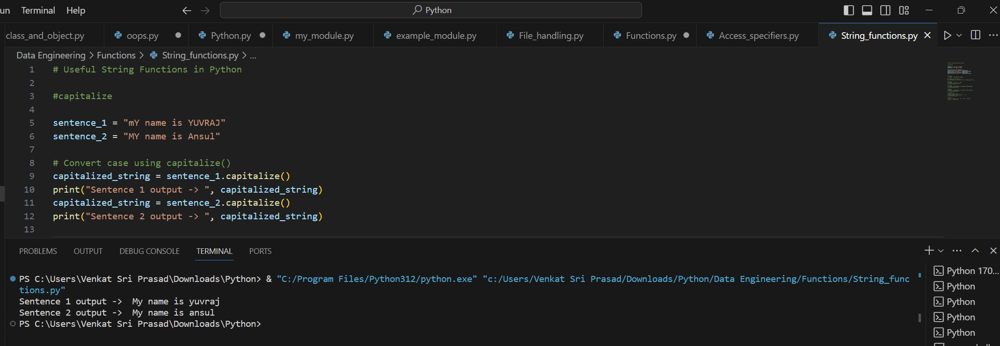 un Terminal Help Python
class_and_object.py oops.py Python.py my_module.py example_module.py File_handling.py Functions.py Access_specifiers.py String_functions.py
Data Engineering > Functions > String_functions.py > ...
1 # Useful String Functions in Python
2
3 #capitalize
4
5 sentence_1 = "mY name is YUVRAJ"
6 sentence_2 = "MY name is Ansul"
7
8 # Convert case using capitalize()
9 capitalized_string = sentence_1.capitalize()
10 print("Sentence 1 output -> ", capitalized_string)
11 capitalized_string = sentence_2.capitalize()
12 print("Sentence 2 output -> ", capitalized_string)
13
PROBLEMS OUTPUT DEBUG CONSOLE TERMINAL PORTS
PS C:\Users\Venkat Sri Prasad\Downloads\Python> & "C:/Program Files/Python312/python.exe" "c:/Users/Venkat Sri Prasad/Downloads/Python/Data Engineering/Functions/String_func
tions.py"
Sentence 1 output ->  My name is yuvraj
Sentence 2 output ->  My name is ansul
PS C:\Users\Venkat Sri Prasad\Downloads\Python>
Python 170...
Python
Python
Python
Python